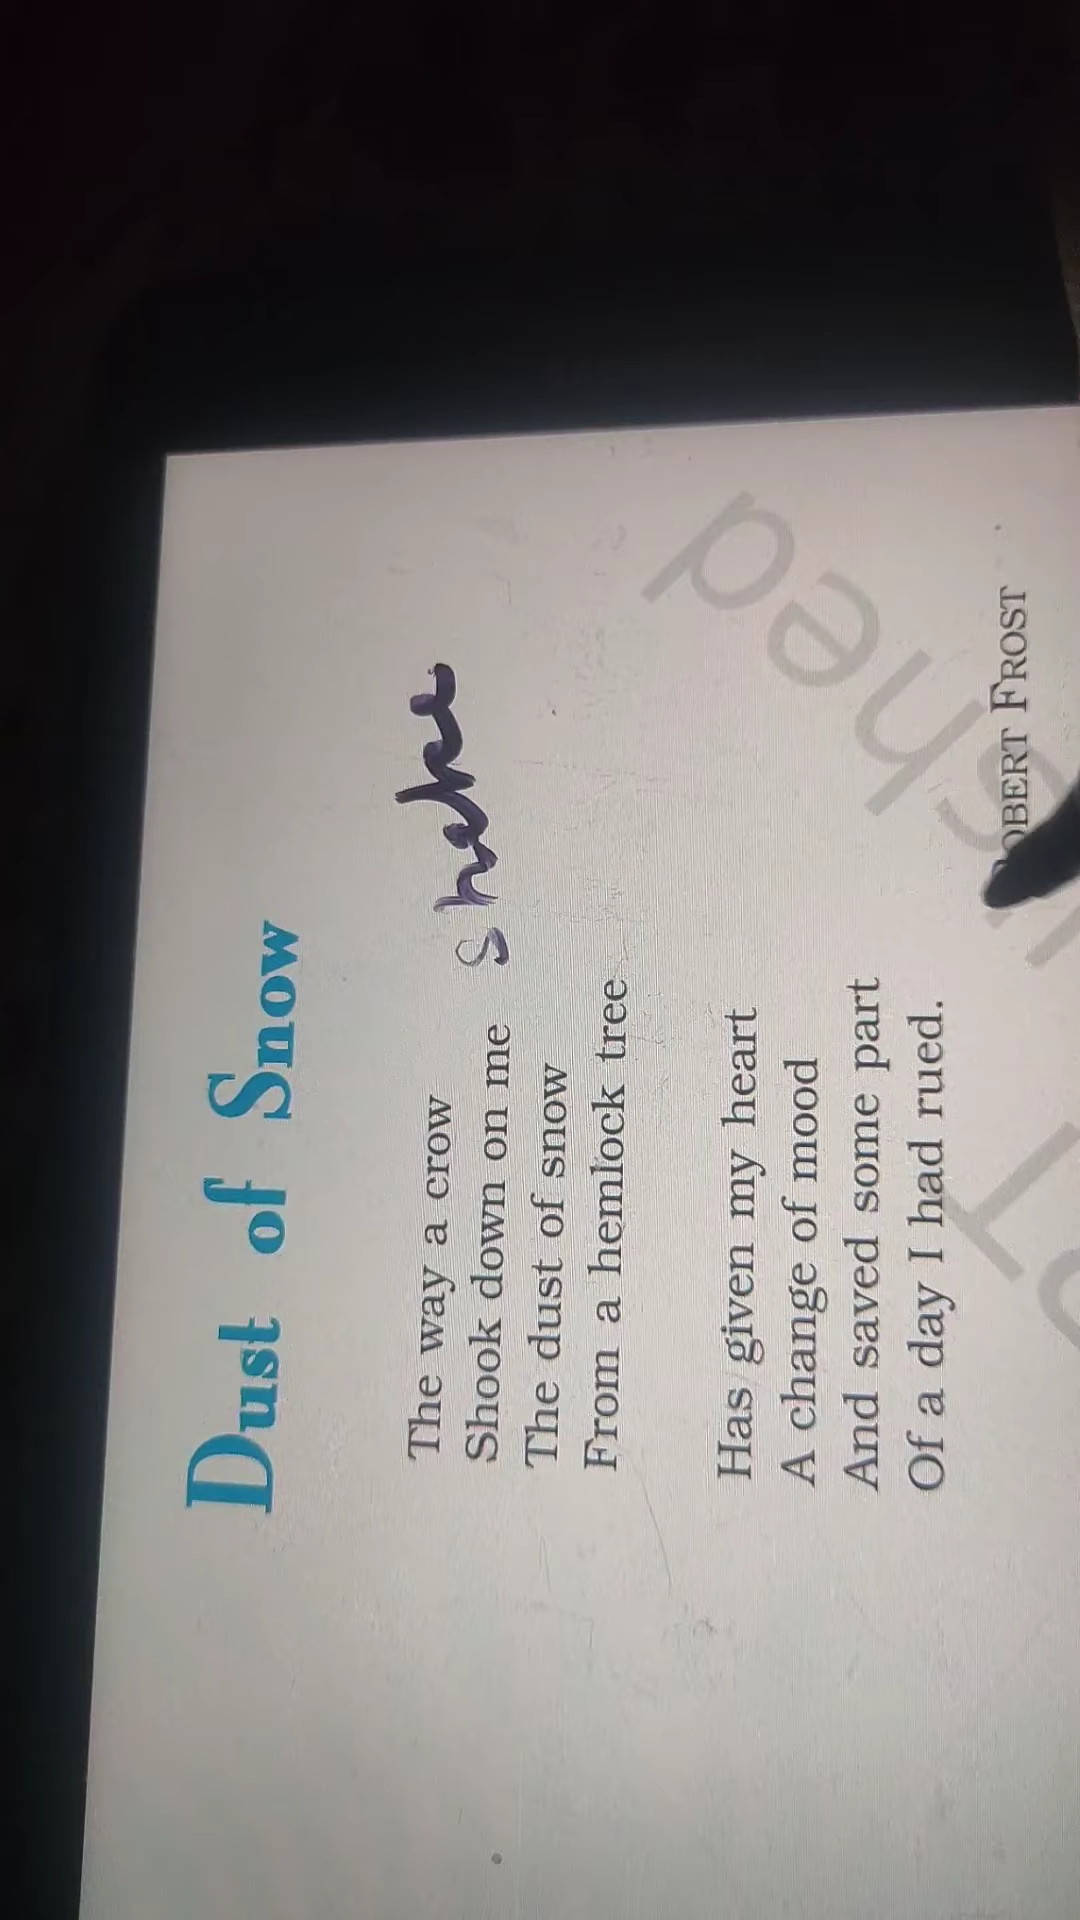 Dust of Snow
The way a crow
Shook down on me shake
The dust of snow
From a hemlock tree
Has given my heart
A change of mood
And saved some part
Of a day I had rued.
OBERT FROST